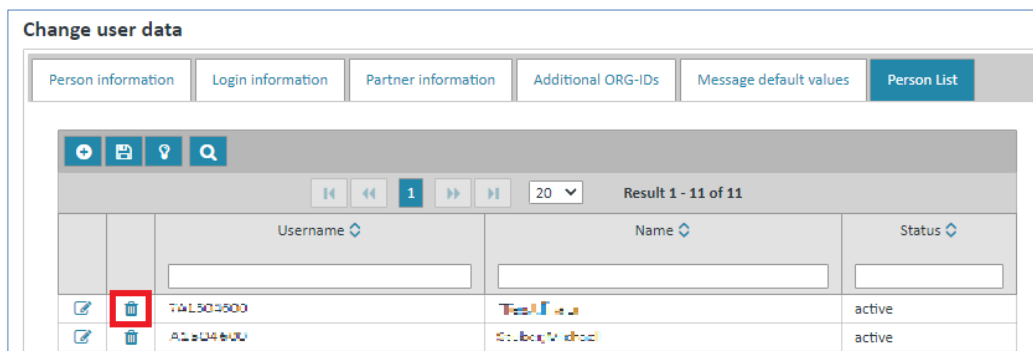 Change user data
Person information Login information Partner information Additional ORG-IDs Message default values Person List
1 20 Result 1 - 11 of 11
Username Name Status
active
active